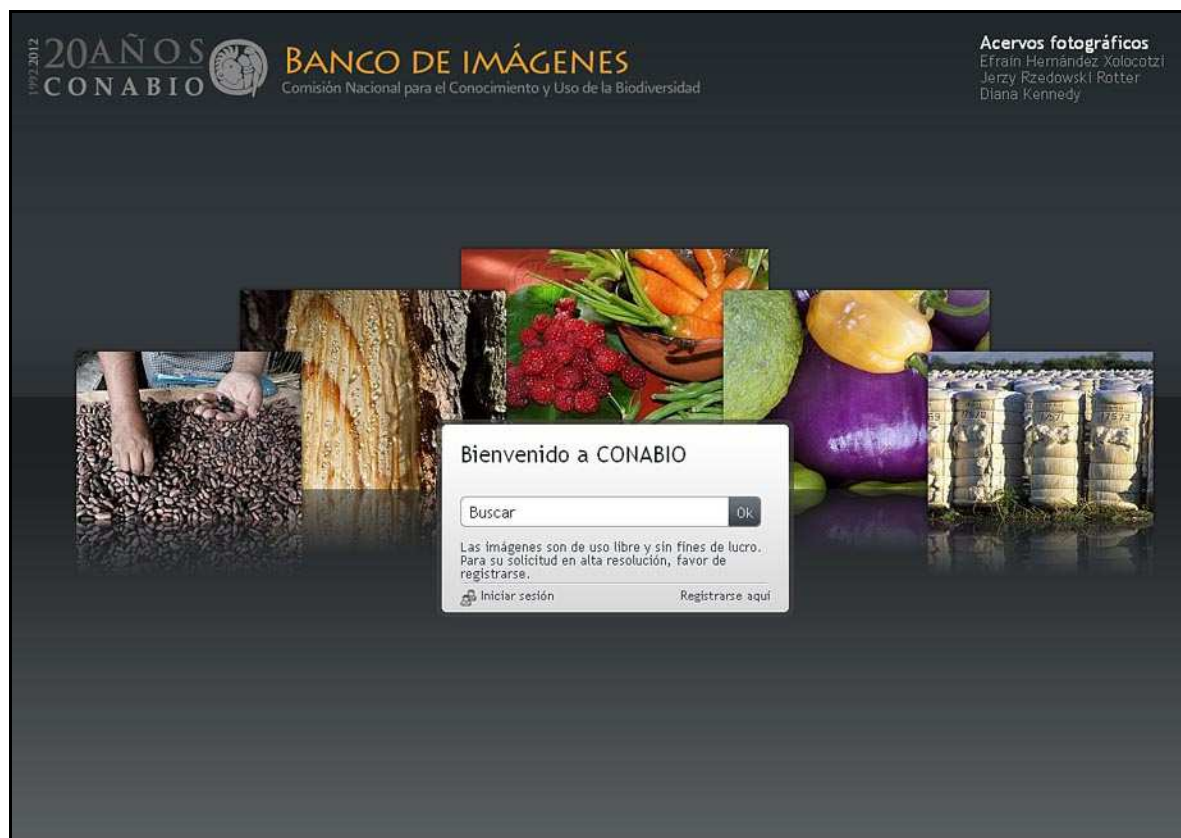 1992.2012
20AÑOS
CONABIO
BANCO DE IMÁGENES
Comisión Nacional para el Conocimiento y Uso de la Biodiversidad
Acervos fotográficos
Efraín Hernández Xolocotzi
Jerzy Rzedowski Rotter
Diana Kennedy
17571
17572
Bienvenido a CONABIO
Buscar
Ok
Las imágenes son de uso libre y sin fines de lucro.
Para su solicitud en alta resolución, favor de
registrarse.
Iniciar sesión
Registrarse aquí